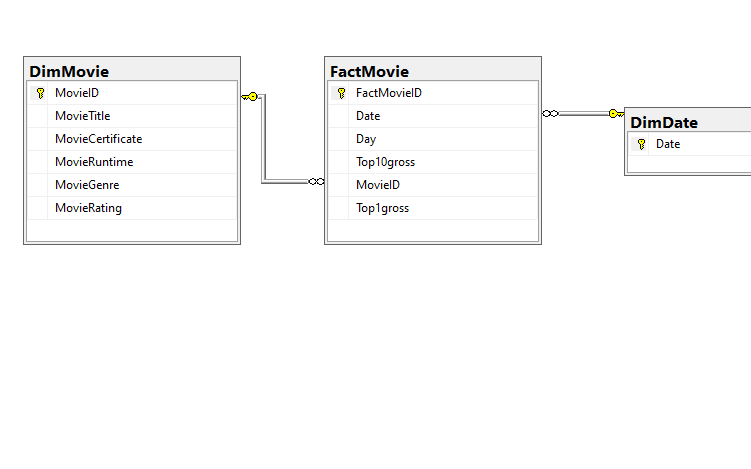 DimMovie
MovieID
MovieTitle
MovieCertificate
MovieRuntime
MovieGenre
MovieRating
FactMovie
FactMovieID
Date
Day
Top10gross
MovieID
Top1gross
DimDate
Date